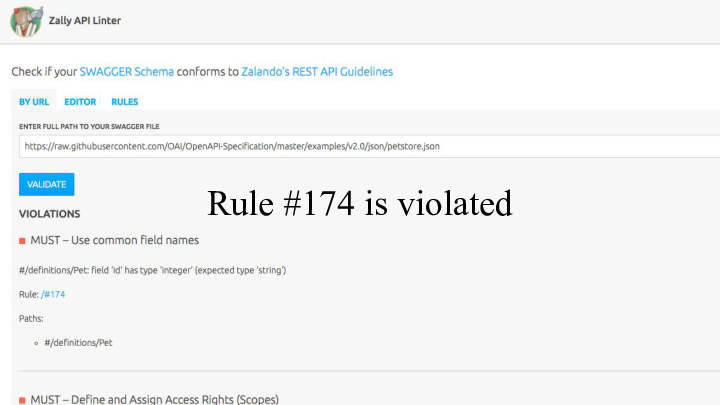 Zally API Linter
Check if your SWAGGER Schema conforms to Zalando's REST API Guidelines
BY URL EDITOR RULES
ENTER FULL PATH TO YOUR SWAGGER FILE
https://raw.githubusercontent.com/OAI/OpenAPI-Specification/master/examples/v2.0/json/petstore.json
VALIDATE
Rule #174 is violated
VIOLATIONS
MUST – Use common field names
#/definitions/Pet: field 'id' has type 'integer' (expected type 'string')
Rule: /#174
Paths:
#/definitions/Pet
MUST – Define and Assign Access Rights (Scopes)